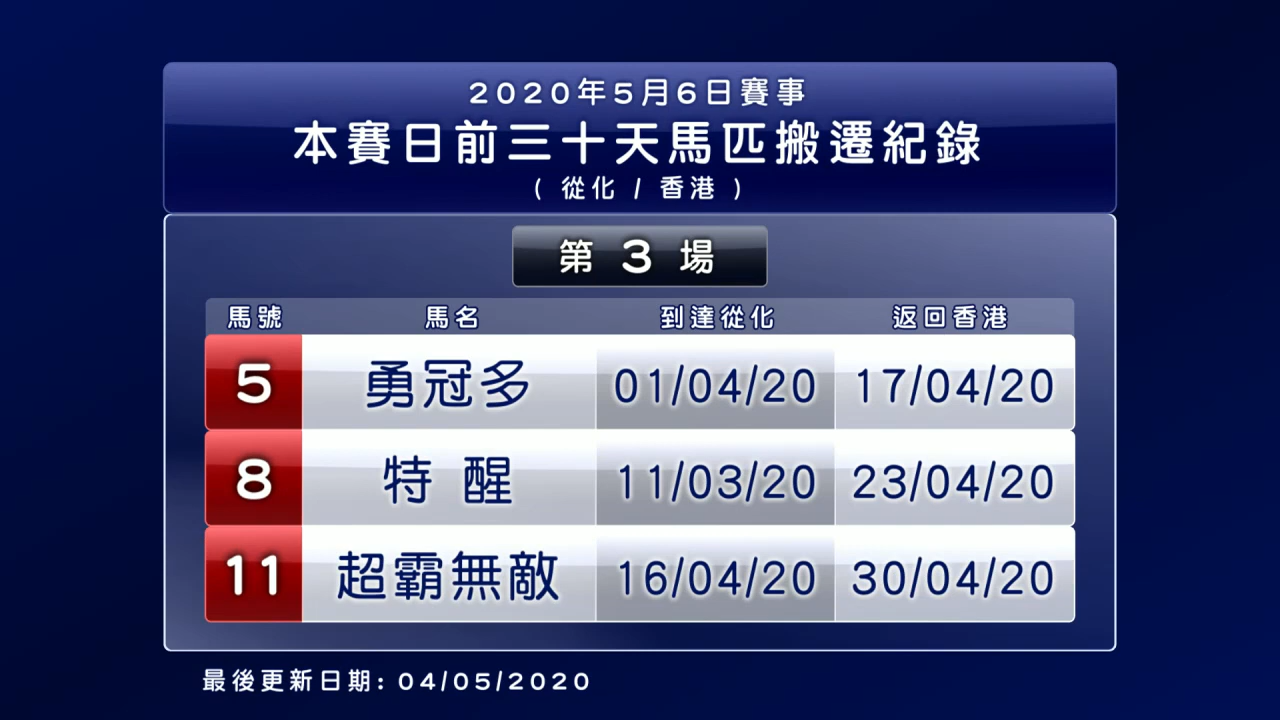 2020年5月6日賽事
本賽日前三十天馬匹搬遷紀錄
( 從化 / 香港 )
第 3 場
馬號 馬名 到達從化 返回香港
5 勇冠多 01/04/20 17/04/20
8 特 醒 11/03/20 23/04/20
11 超霸無敵 16/04/20 30/04/20
最後更新日期: 04/05/2020